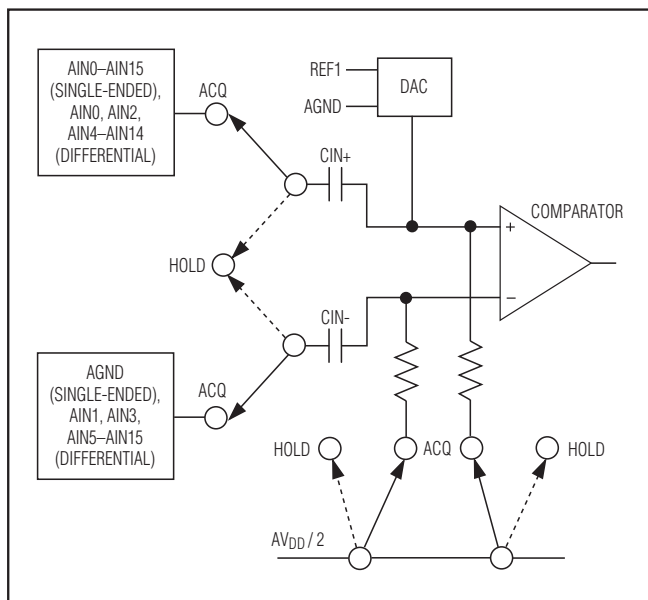 AIN0–AIN15
(SINGLE-ENDED),
AIN0, AIN2,
AIN4–AIN14
(DIFFERENTIAL)
ACQ
REF1
AGND
DAC
CIN+
COMPARATOR
+
−
HOLD
CIN-
AGND
(SINGLE-ENDED),
AIN1, AIN3,
AIN5–AIN15
(DIFFERENTIAL)
ACQ
HOLD
ACQ
HOLD
AVDD / 2